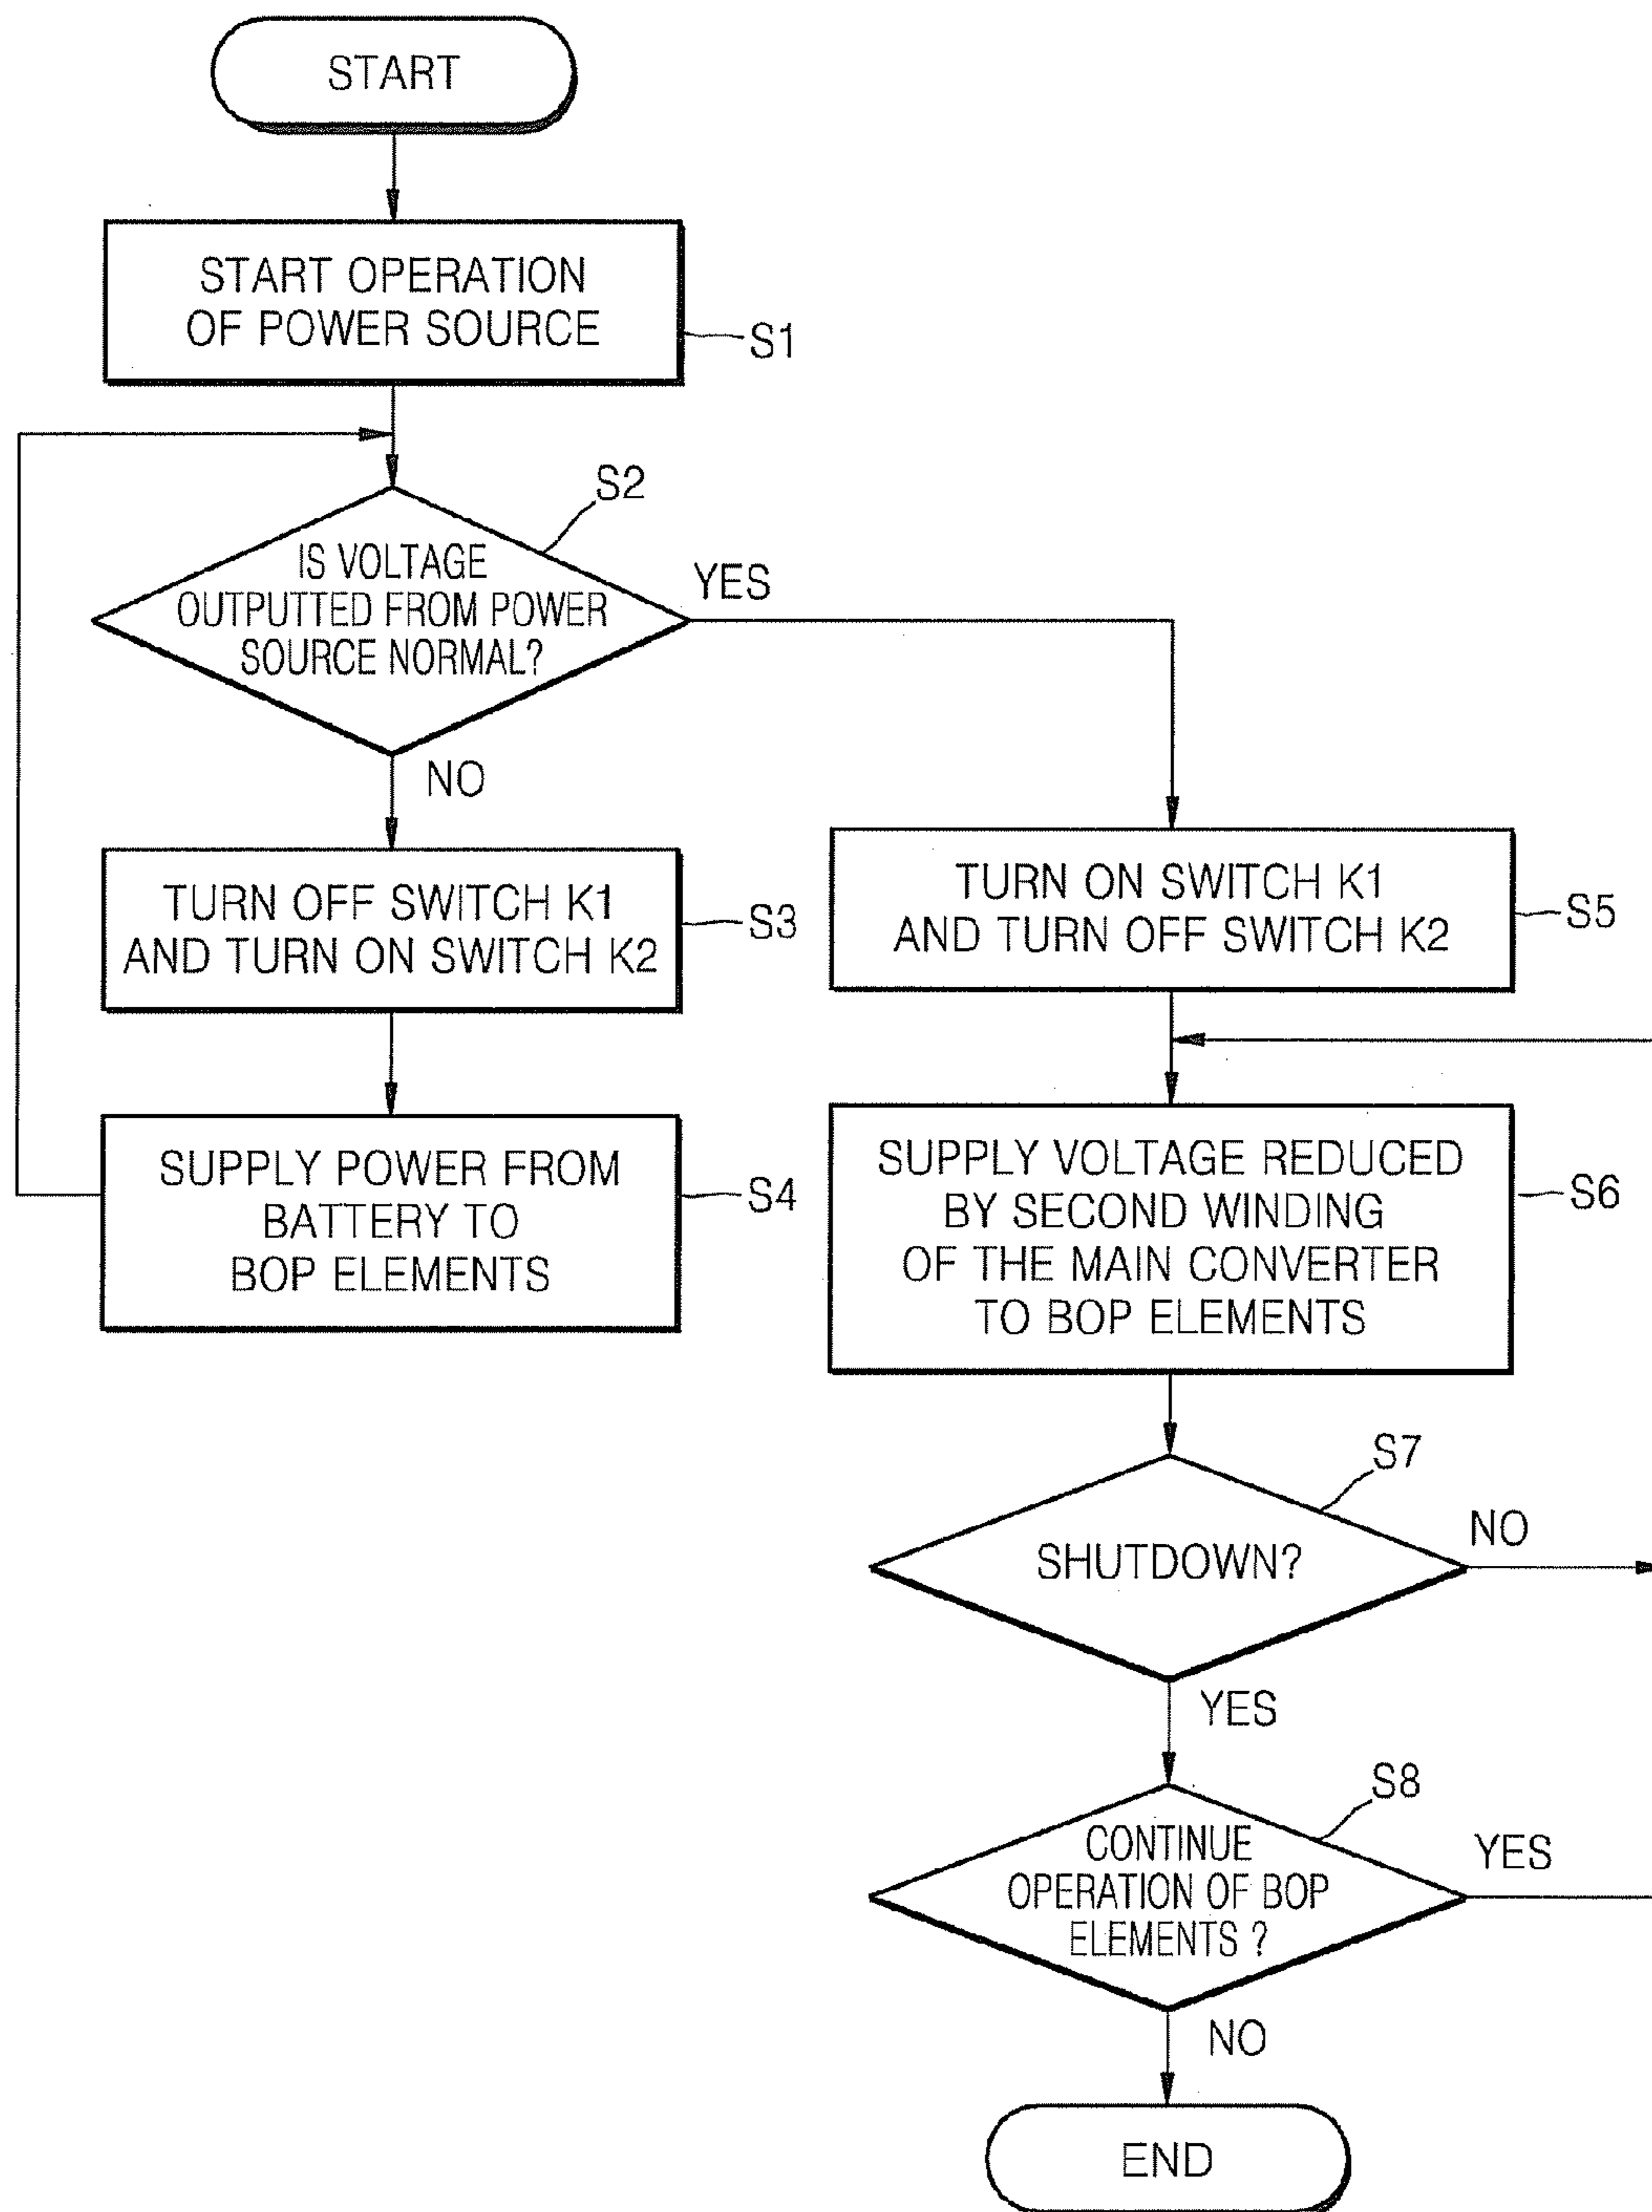 START
START OPERATION
OF POWER SOURCE
S1
S2
IS VOLTAGE
OUTPUTTED FROM POWER
SOURCE NORMAL?
YES
NO
TURN OFF SWITCH K1
AND TURN ON SWITCH K2
S3
SUPPLY POWER FROM
BATTERY TO
BOP ELEMENTS
S4
TURN ON SWITCH K1
AND TURN OFF SWITCH K2
S5
SUPPLY VOLTAGE REDUCED
BY SECOND WINDING
OF THE MAIN CONVERTER
TO BOP ELEMENTS
S6
S7
SHUTDOWN?
NO
YES
S8
CONTINUE
OPERATION OF BOP
ELEMENTS ?
YES
NO
END